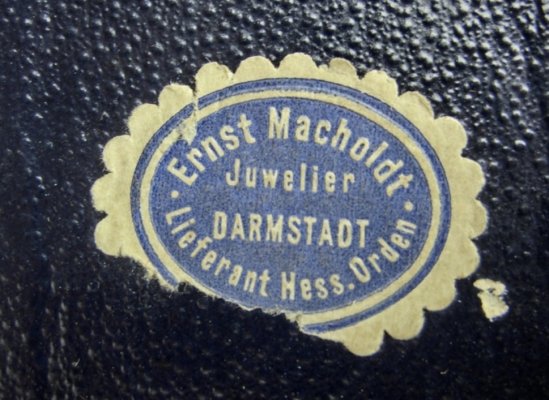 Ernst Macholdt
Juwelier
DARMSTADT
Lieferant Hess. Orden